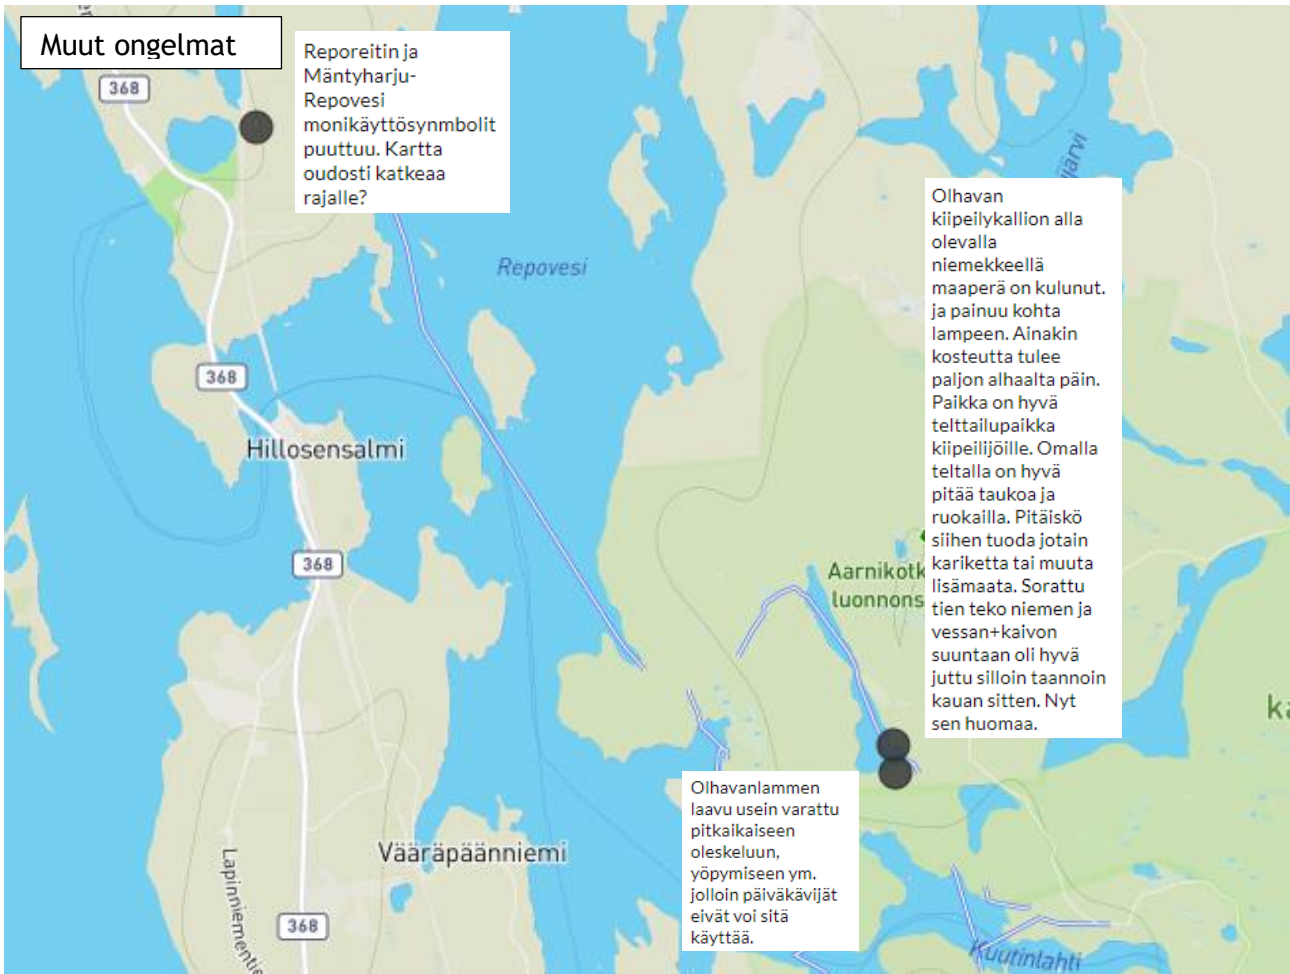 Muut ongelmat
368
Reporeitin ja
Mäntyharju-
Repovesi
monikäyttösynmbolit
puuttuu. Kartta
oudosti katkeaa
rajalle?
Repovesi
Olhavan
kiipeilykallion alla
olevalla
niemekkeellä
maaperä on kulunut.
ja painuu kohta
lampeen. Ainakin
kosteutta tulee
paljon alhaalta päin.
Paikka on hyvä
telttailupaikka
kiipeilijöille. Omalla
teltalla on hyvä
pitää taukoa ja
ruokailla. Pitäiskö
siihen tuoda jotain
kariketta tai muuta
lisämaata. Sorattu
tien teko niemen ja
vessan+kaivon
suuntaan oli hyvä
juttu silloin taannoin
kauan sitten. Nyt
sen huomaa.
368
Hillosensalmi
368
Aarnikotk
luonnons
Olhavanlammen
laavu usein varattu
pitkaikaiseen
oleskeluun,
yöpymiseen ym.
jolloin päiväkävijät
eivät voi sitä
käyttää.
Vääräpäänniemi
Lapinniementie
368
Kuutinlahti